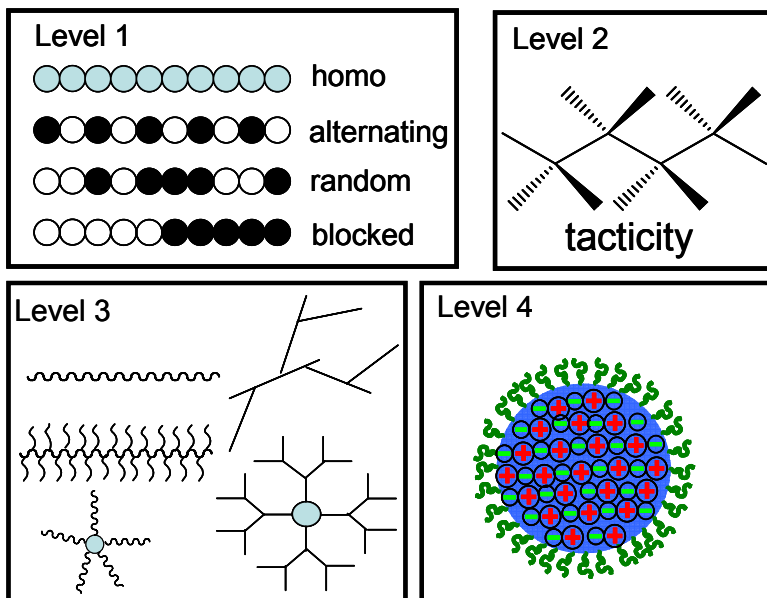 Level 1
homo
alternating
random
blocked
Level 2
tacticity
Level 3
Level 4